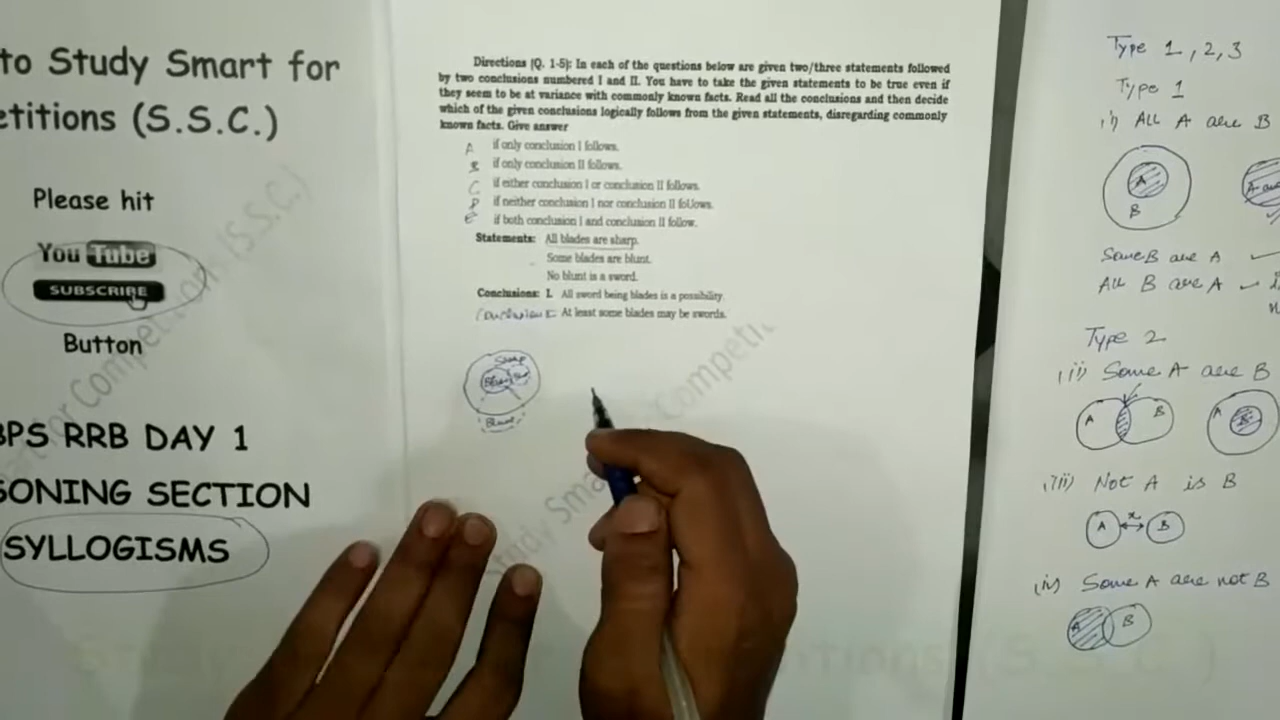 to Study Smart for
etitions (S.S.C.)
Please hit
You Tube
SUBSCRIBE
Button
BPS RRB DAY 1
SONING SECTION
SYLLOGISMS
Directions (Q. 1-5): In each of the questions below are given two/three statements followed
by two conclusions numbered I and II. You have to take the given statements to be true even if
they seem to be at variance with commonly known facts. Read all the conclusions and then decide
which of the given conclusions logically follows from the given statements, disregarding commonly
known facts. Give answer
A if only conclusion I follows.
B if only conclusion II follows.
C if either conclusion I or conclusion II follows.
D if neither conclusion I nor conclusion II follows.
E if both conclusion I and conclusion II follow.
Statements: All blades are sharp.
Some blades are blunt.
No blunt is a sword.
Conclusions: I. All sword being blades is a possibility.
At least some blades may be swords.
Sharp
Blunt
Type 1, 2, 3
Type 1
(i) All A are B
A
B
Some B are A
All B are A
Type 2
(ii) Some A are B
A B A B
(iii) Not A is B
A x B
(iv) Some A are not B
A B